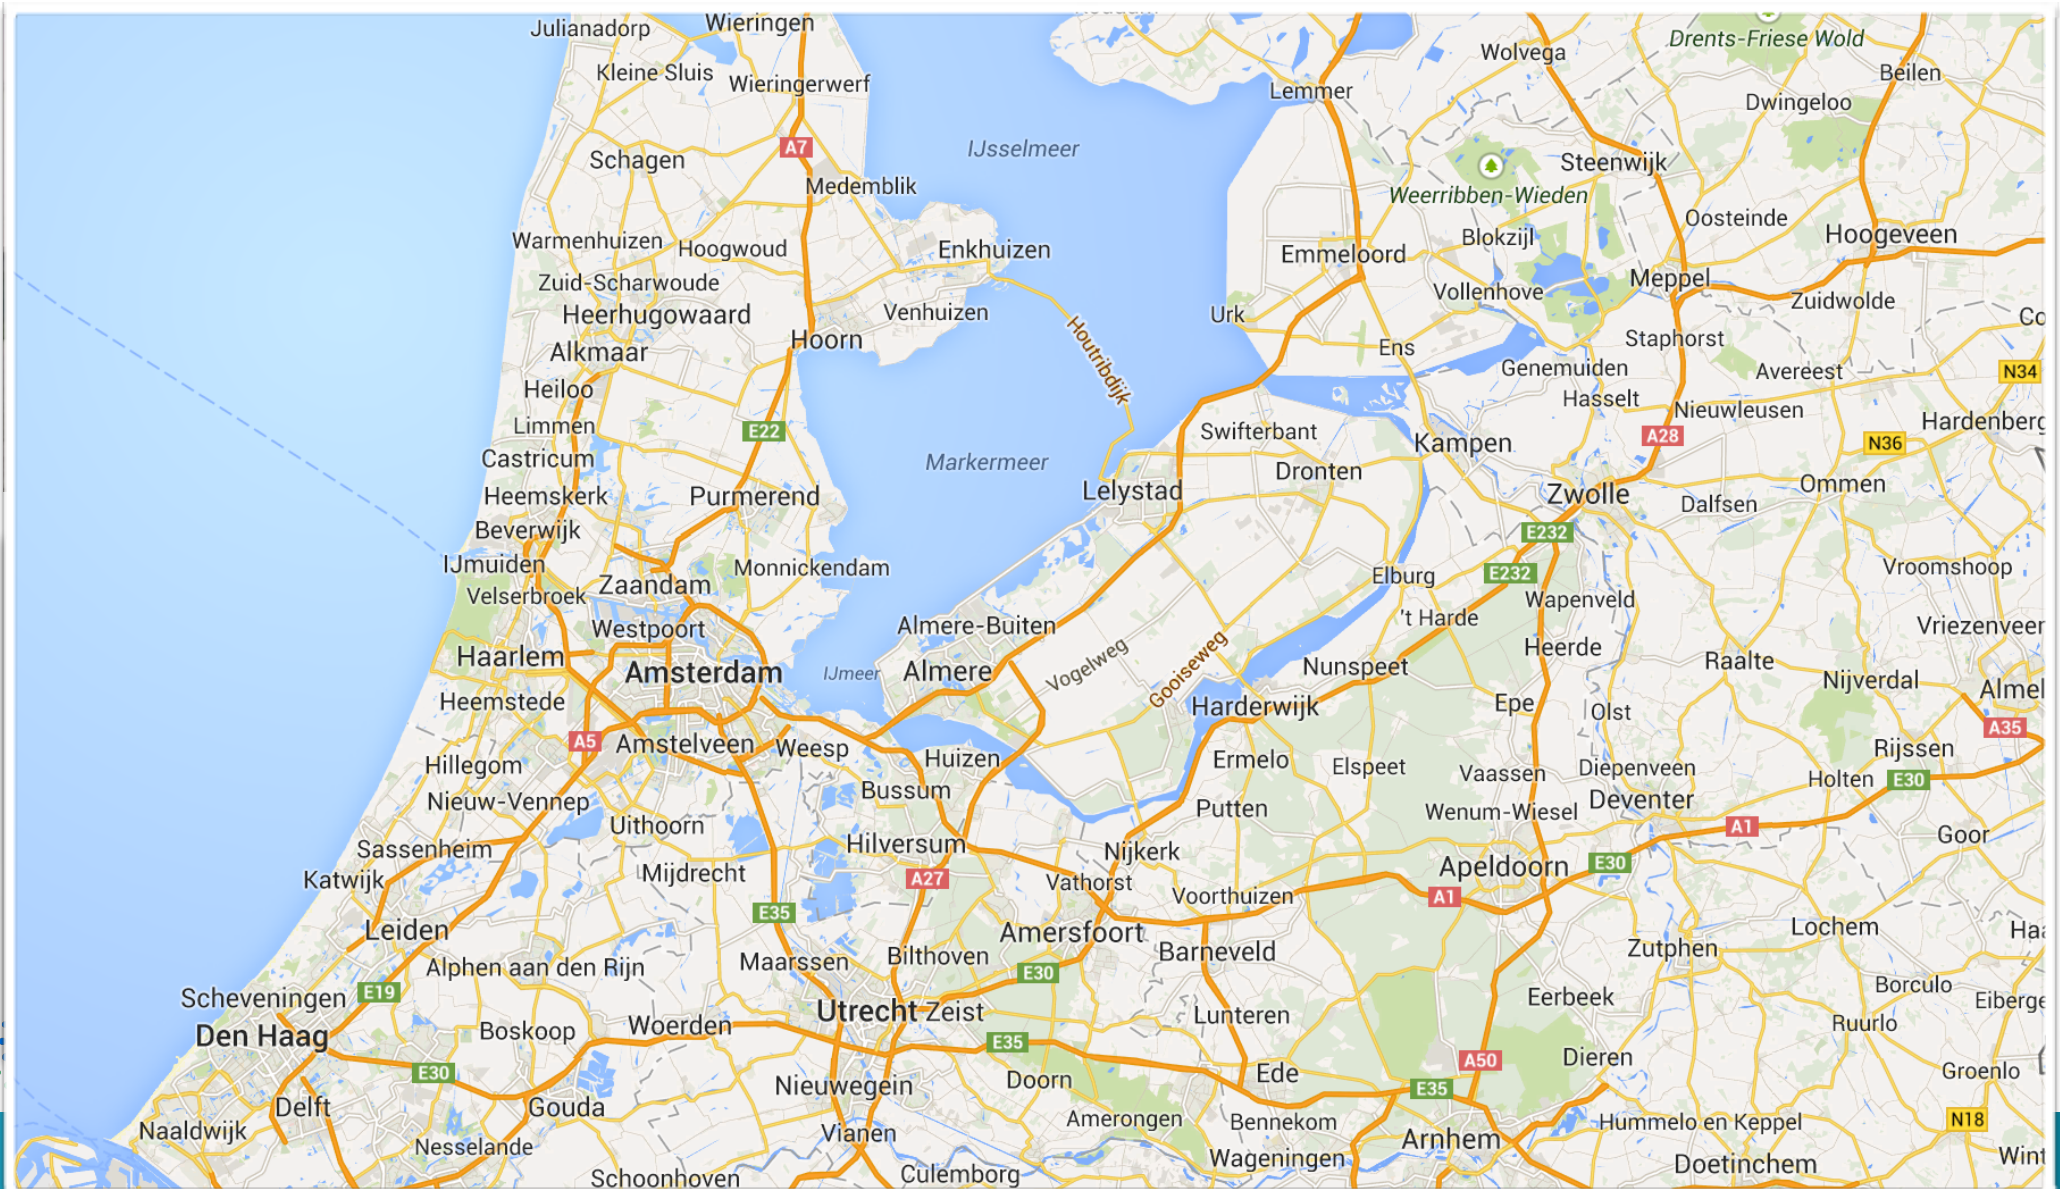 Julianadorp
Wieringen
Kleine Sluis
Wieringerwerf
Lemmer
Wolvega
Drents-Friese Wold
Beilen
Dwingeloo
A7
IJsselmeer
Schagen
Medemblik
Steenwijk
Weerribben-Wieden
Oosteinde
Warmenhuizen
Hoogwoud
Enkhuizen
Emmeloord
Blokzijl
Hoogeveen
Zuid-Scharwoude
Vollenhove
Meppel
Zuidwolde
Heerhugowaard
Venhuizen
Urk
Co
Hoorn
Houtribdijk
Alkmaar
Ens
Staphorst
Genemuiden
Avereest
N34
Heiloo
Hasselt
Nieuwleusen
Limmen
E22
Swifterbant
Kampen
A28
N36
Hardenberg
Castricum
Markermeer
Dronten
Heemskerk
Purmerend
Lelystad
Zwolle
Dalfsen
Ommen
Beverwijk
E232
IJmuiden
Zaandam
Monnickendam
Elburg
E232
Vroomshoop
Velserbroek
Wapenveld
't Harde
Westpoort
Almere-Buiten
Vriezenveen
Haarlem
Amsterdam
IJmeer
Almere
Vogelweg
Gooiseweg
Nunspeet
Heerde
Raalte
Nijverdal
Almel
Heemstede
Harderwijk
Epe
Olst
A35
A5
Amstelveen
Weesp
Huizen
Ermelo
Elspeet
Vaassen
Diepenveen
Rijssen
Hillegom
Holten
E30
Nieuw-Vennep
Bussum
Putten
Wenum-Wiesel
Deventer
Uithoorn
A1
Goor
Sassenheim
Hilversum
Nijkerk
Katwijk
Mijdrecht
A27
Vathorst
Voorthuizen
Apeldoorn
E30
A1
Leiden
E35
Amersfoort
Barneveld
Lochem
Haa
Zutphen
Alphen aan den Rijn
Maarssen
Bilthoven
E30
Scheveningen
E19
Borculo
Eiberge
Eerbeek
Den Haag
Boskoop
Woerden
Utrecht
Zeist
Lunteren
Ruurlo
E30
E35
A50
Dieren
Nieuwegein
Doorn
Ede
E35
Groenlo
Delft
Gouda
Naaldwijk
Nesselande
Vianen
Amerongen
Bennekom
Arnhem
Hummelo en Keppel
N18
Schoonhoven
Culemborg
Wageningen
Doetinchem
Wint